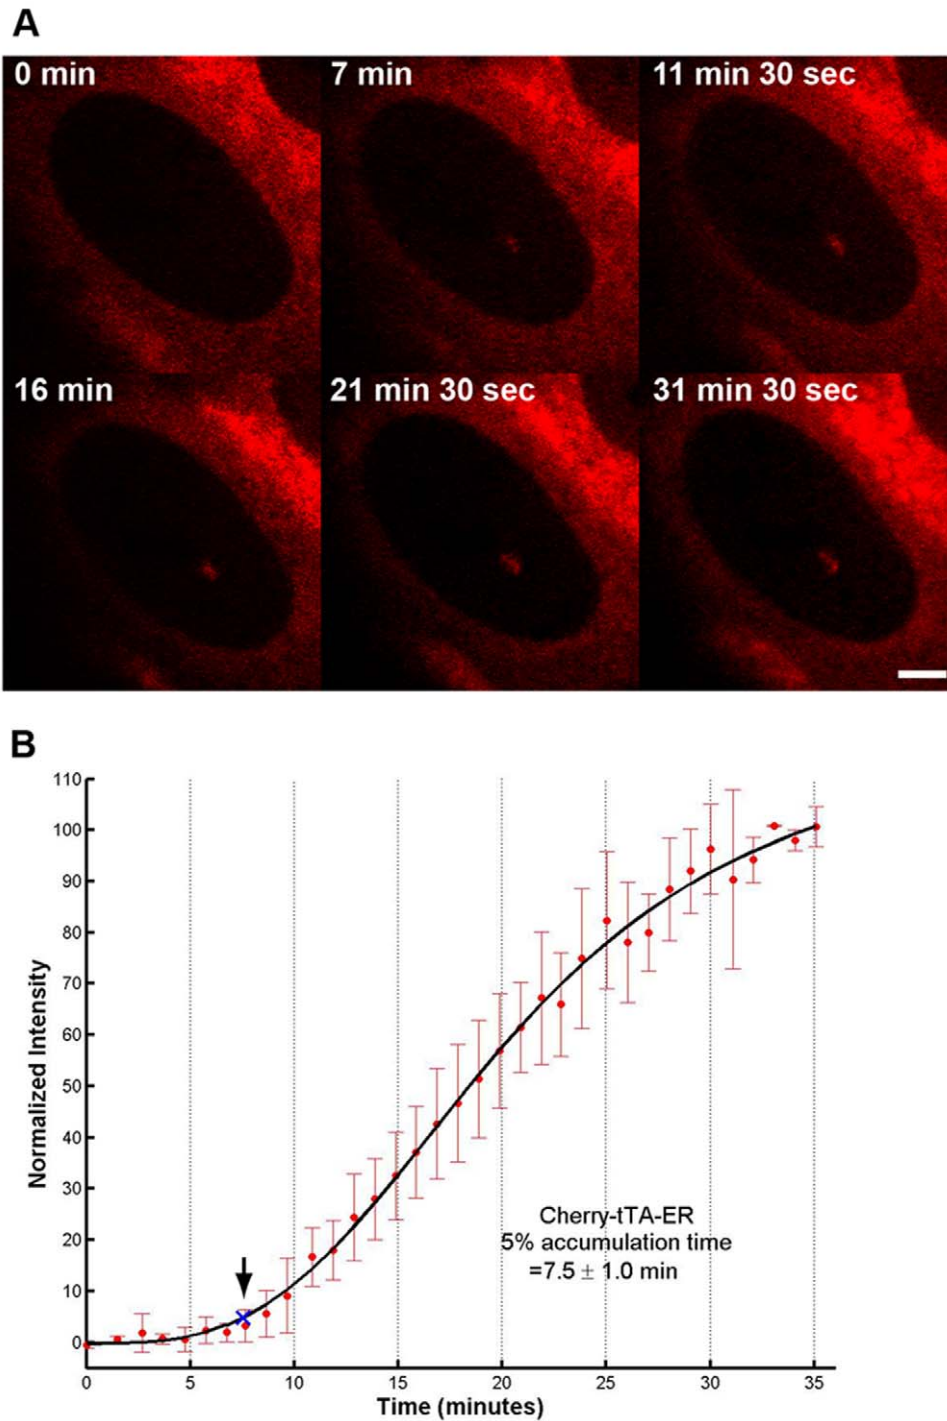 A
0 min
7 min
11 min 30 sec
16 min
21 min 30 sec
31 min 30 sec
B
110
100
90
80
70
60
50
40
30
20
10
0
Normalized Intensity
Cherry-tTA-ER
5% accumulation time
=7.5 ± 1.0 min
0 5 10 15 20 25 30 35
Time (minutes)